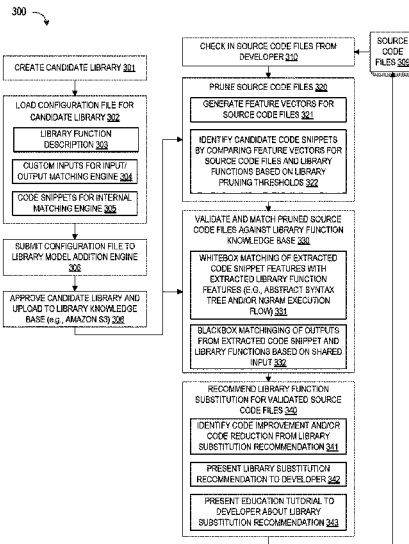 300
CREATE CANDIDATE LIBRARY 301
LOAD CONFIGURATION FILE FOR
CANDIDATE LIBRARY
302
LIBRARY FUNCTION
DESCRIPTION
303
CUSTOM INPUTS FOR INPUT/
OUTPUT MATCHING ENGINE 304
CODE SNIPPETS FOR INTERNAL
MATCHING ENGINE 305
SUBMIT CONFIGURATION FILE TO
LIBRARY MODEL ADDITION ENGINE
306
APPROVE CANDIDATE LIBRARY AND
UPLOAD TO LIBRARY KNOWLEDGE
BASE (e.g., AMAZON S3) 306
SOURCE
CODE
FILES 309
CHECK IN SOURCE CODE FILES FROM
DEVELOPER 310
PRUNE SOURCE CODE FILES 320
GENERATE FEATURE VECTORS FOR
SOURCE CODE FILES 321
IDENTIFY CANDIDATE CODE SNIPPETS
BY COMPARING FEATURE VECTORS FOR
SOURCE CODE FILES AND LIBRARY
FUNCTIONS BASED ON LIBRARY
PRUNING THRESHOLDS 322
VALIDATE AND MATCH PRUNED SOURCE
CODE FILES AGAINST LIBRARY
FUNCTION KNOWLEDGE BASE 330
WHITEBOX MATCHING OF EXTRACTED
CODE SNIPPET FEATURES WITH
EXTRACTED LIBRARY FUNCTION
FEATURES (E.G., ABSTRACT SYNTAX
TREE AND/OR NGRAM EXECUTION
FLOW) 331
BLACKBOX MATCHINGING OF OUTPUTS
FROM EXTRACTED CODE SNIPPET AND
LIBRARY FUNCTIONS BASED ON SHARED
INPUT 332
RECOMMEND LIBRARY FUNCTION
SUBSTITUTION FOR VALIDATED SOURCE
CODE FILES 340
IDENTIFY CODE IMPROVEMENT AND/OR
CODE REDUCTION FROM LIBRARY
SUBSTITUTION RECOMMENDATION 341
PRESENT LIBRARY SUBSTITUTION
RECOMMENDATION TO DEVELOPER 342
PRESENT EDUCATION TUTORIAL TO
DEVELOPER ABOUT LIBRARY
SUBSTITUTION RECOMMENDATION 343